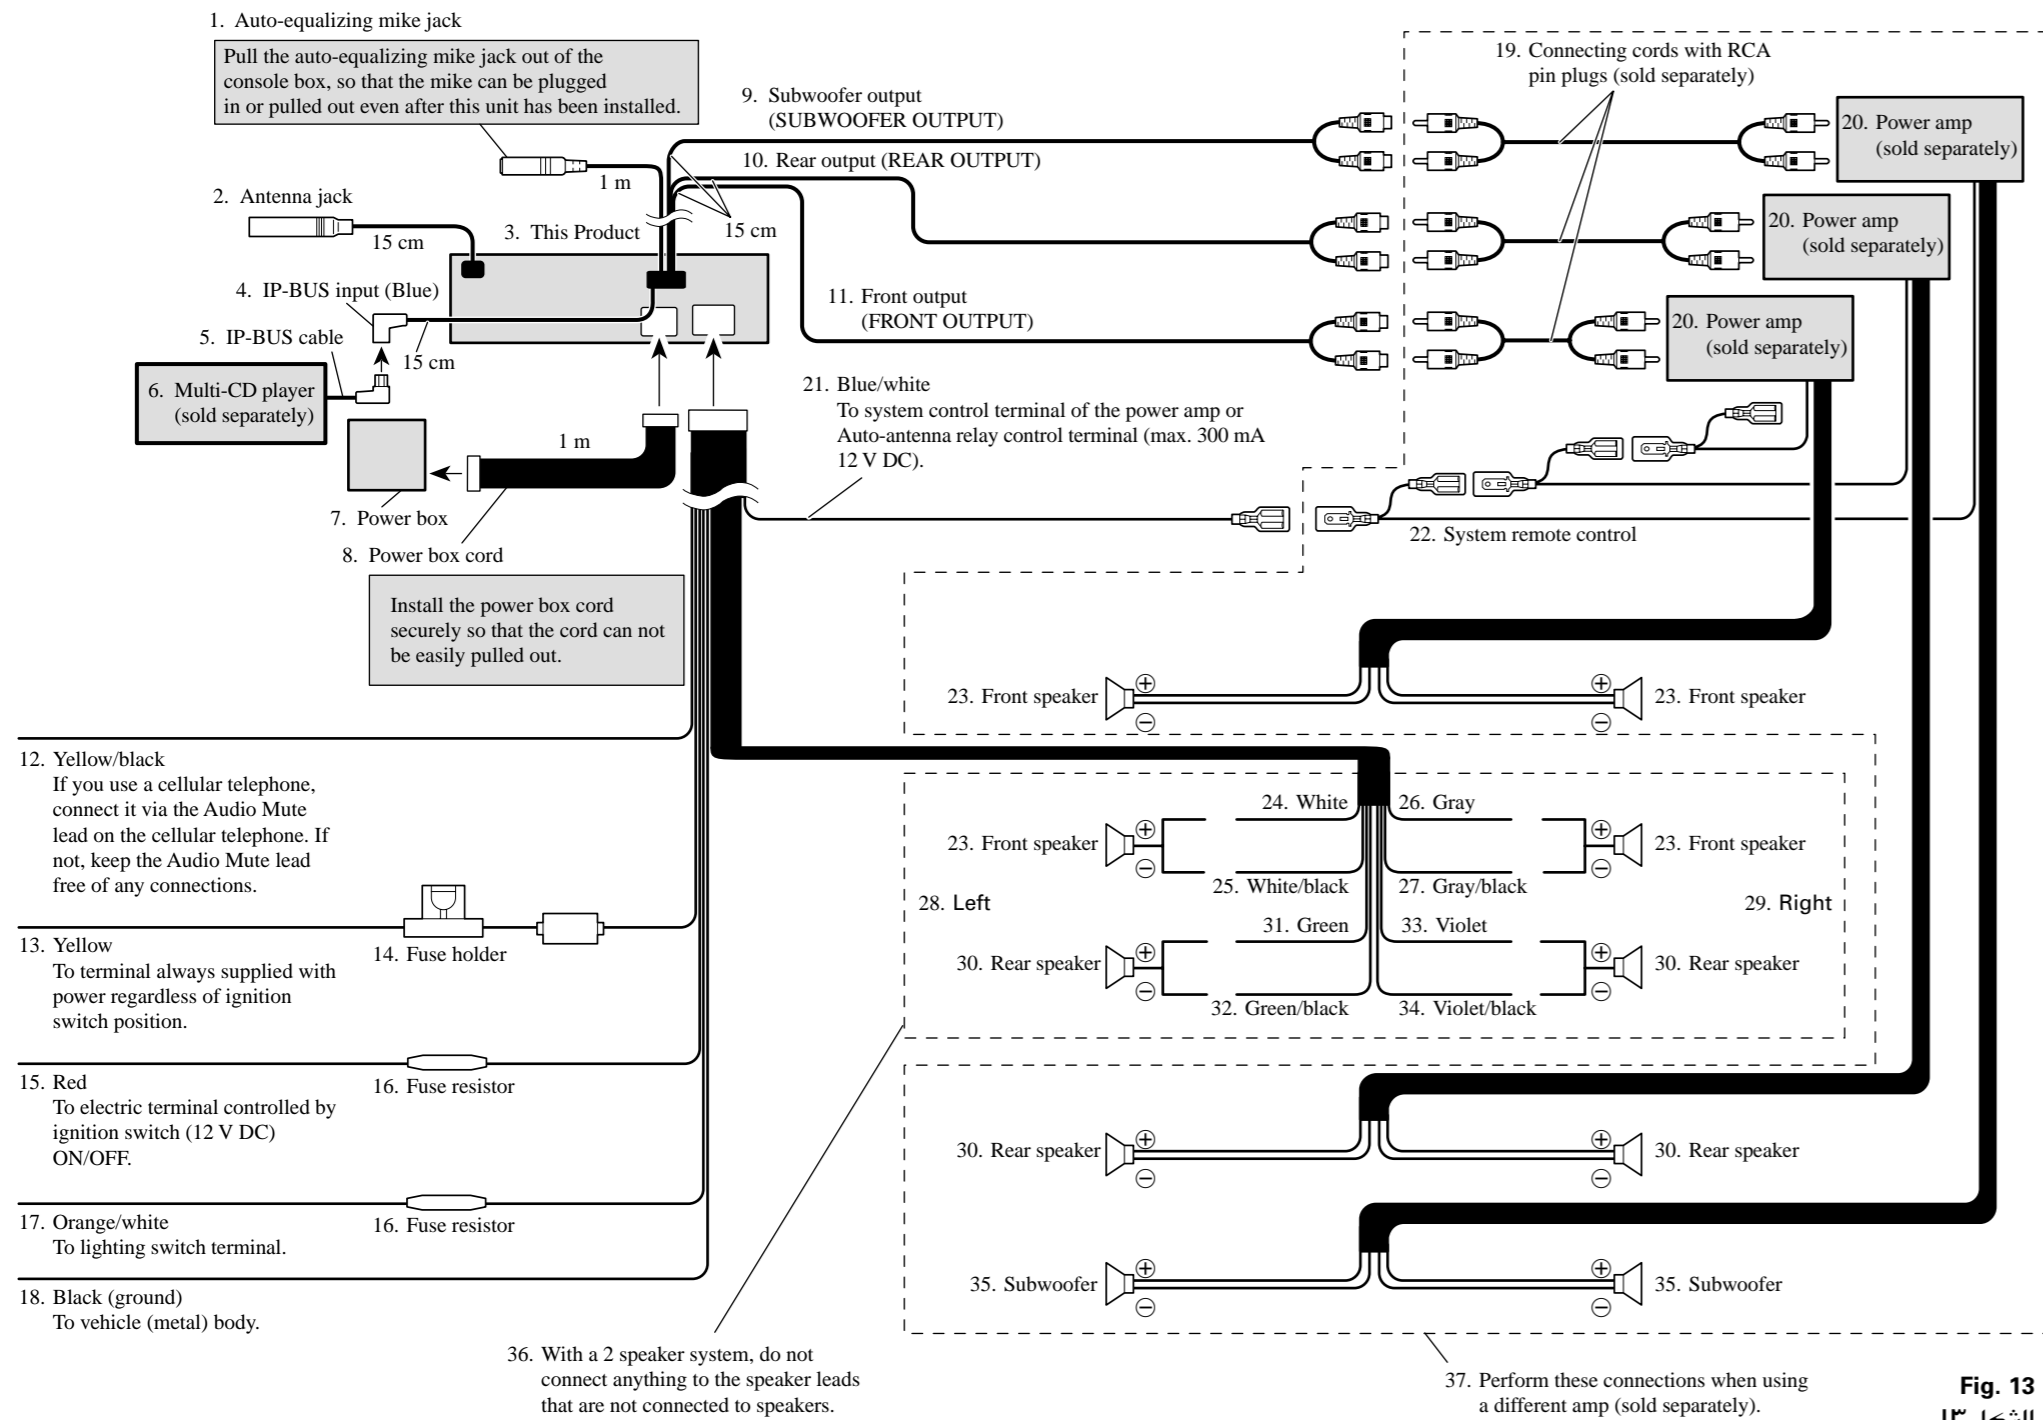 1. Auto-equalizing mike jack
Pull the auto-equalizing mike jack out of the
console box, so that the mike can be plugged
in or pulled out even after this unit has been installed.
1 m
2. Antenna jack
15 cm
3. This Product
15 cm
4. IP-BUS input (Blue)
5. IP-BUS cable
15 cm
6. Multi-CD player
(sold separately)
1 m
7. Power box
8. Power box cord
Install the power box cord
securely so that the cord can not
be easily pulled out.
9. Subwoofer output
(SUBWOOFER OUTPUT)
10. Rear output (REAR OUTPUT)
11. Front output
(FRONT OUTPUT)
12. Yellow/black
If you use a cellular telephone,
connect it via the Audio Mute
lead on the cellular telephone. If
not, keep the Audio Mute lead
free of any connections.
13. Yellow
To terminal always supplied with
power regardless of ignition
switch position.
14. Fuse holder
15. Red
To electric terminal controlled by
ignition switch (12 V DC)
ON/OFF.
16. Fuse resistor
17. Orange/white
To lighting switch terminal.
16. Fuse resistor
18. Black (ground)
To vehicle (metal) body.
19. Connecting cords with RCA
pin plugs (sold separately)
20. Power amp
(sold separately)
20. Power amp
(sold separately)
20. Power amp
(sold separately)
21. Blue/white
To system control terminal of the power amp or
Auto-antenna relay control terminal (max. 300 mA
12 V DC).
22. System remote control
23. Front speaker
+
−
+
−
23. Front speaker
24. White
26. Gray
23. Front speaker
+
−
+
−
23. Front speaker
25. White/black
27. Gray/black
28. Left
29. Right
31. Green
33. Violet
30. Rear speaker
+
−
+
−
30. Rear speaker
32. Green/black
34. Violet/black
30. Rear speaker
+
−
+
−
30. Rear speaker
35. Subwoofer
+
−
+
−
35. Subwoofer
36. With a 2 speaker system, do not
connect anything to the speaker leads
that are not connected to speakers.
37. Perform these connections when using
a different amp (sold separately).
Fig. 13
الشكل ١٣